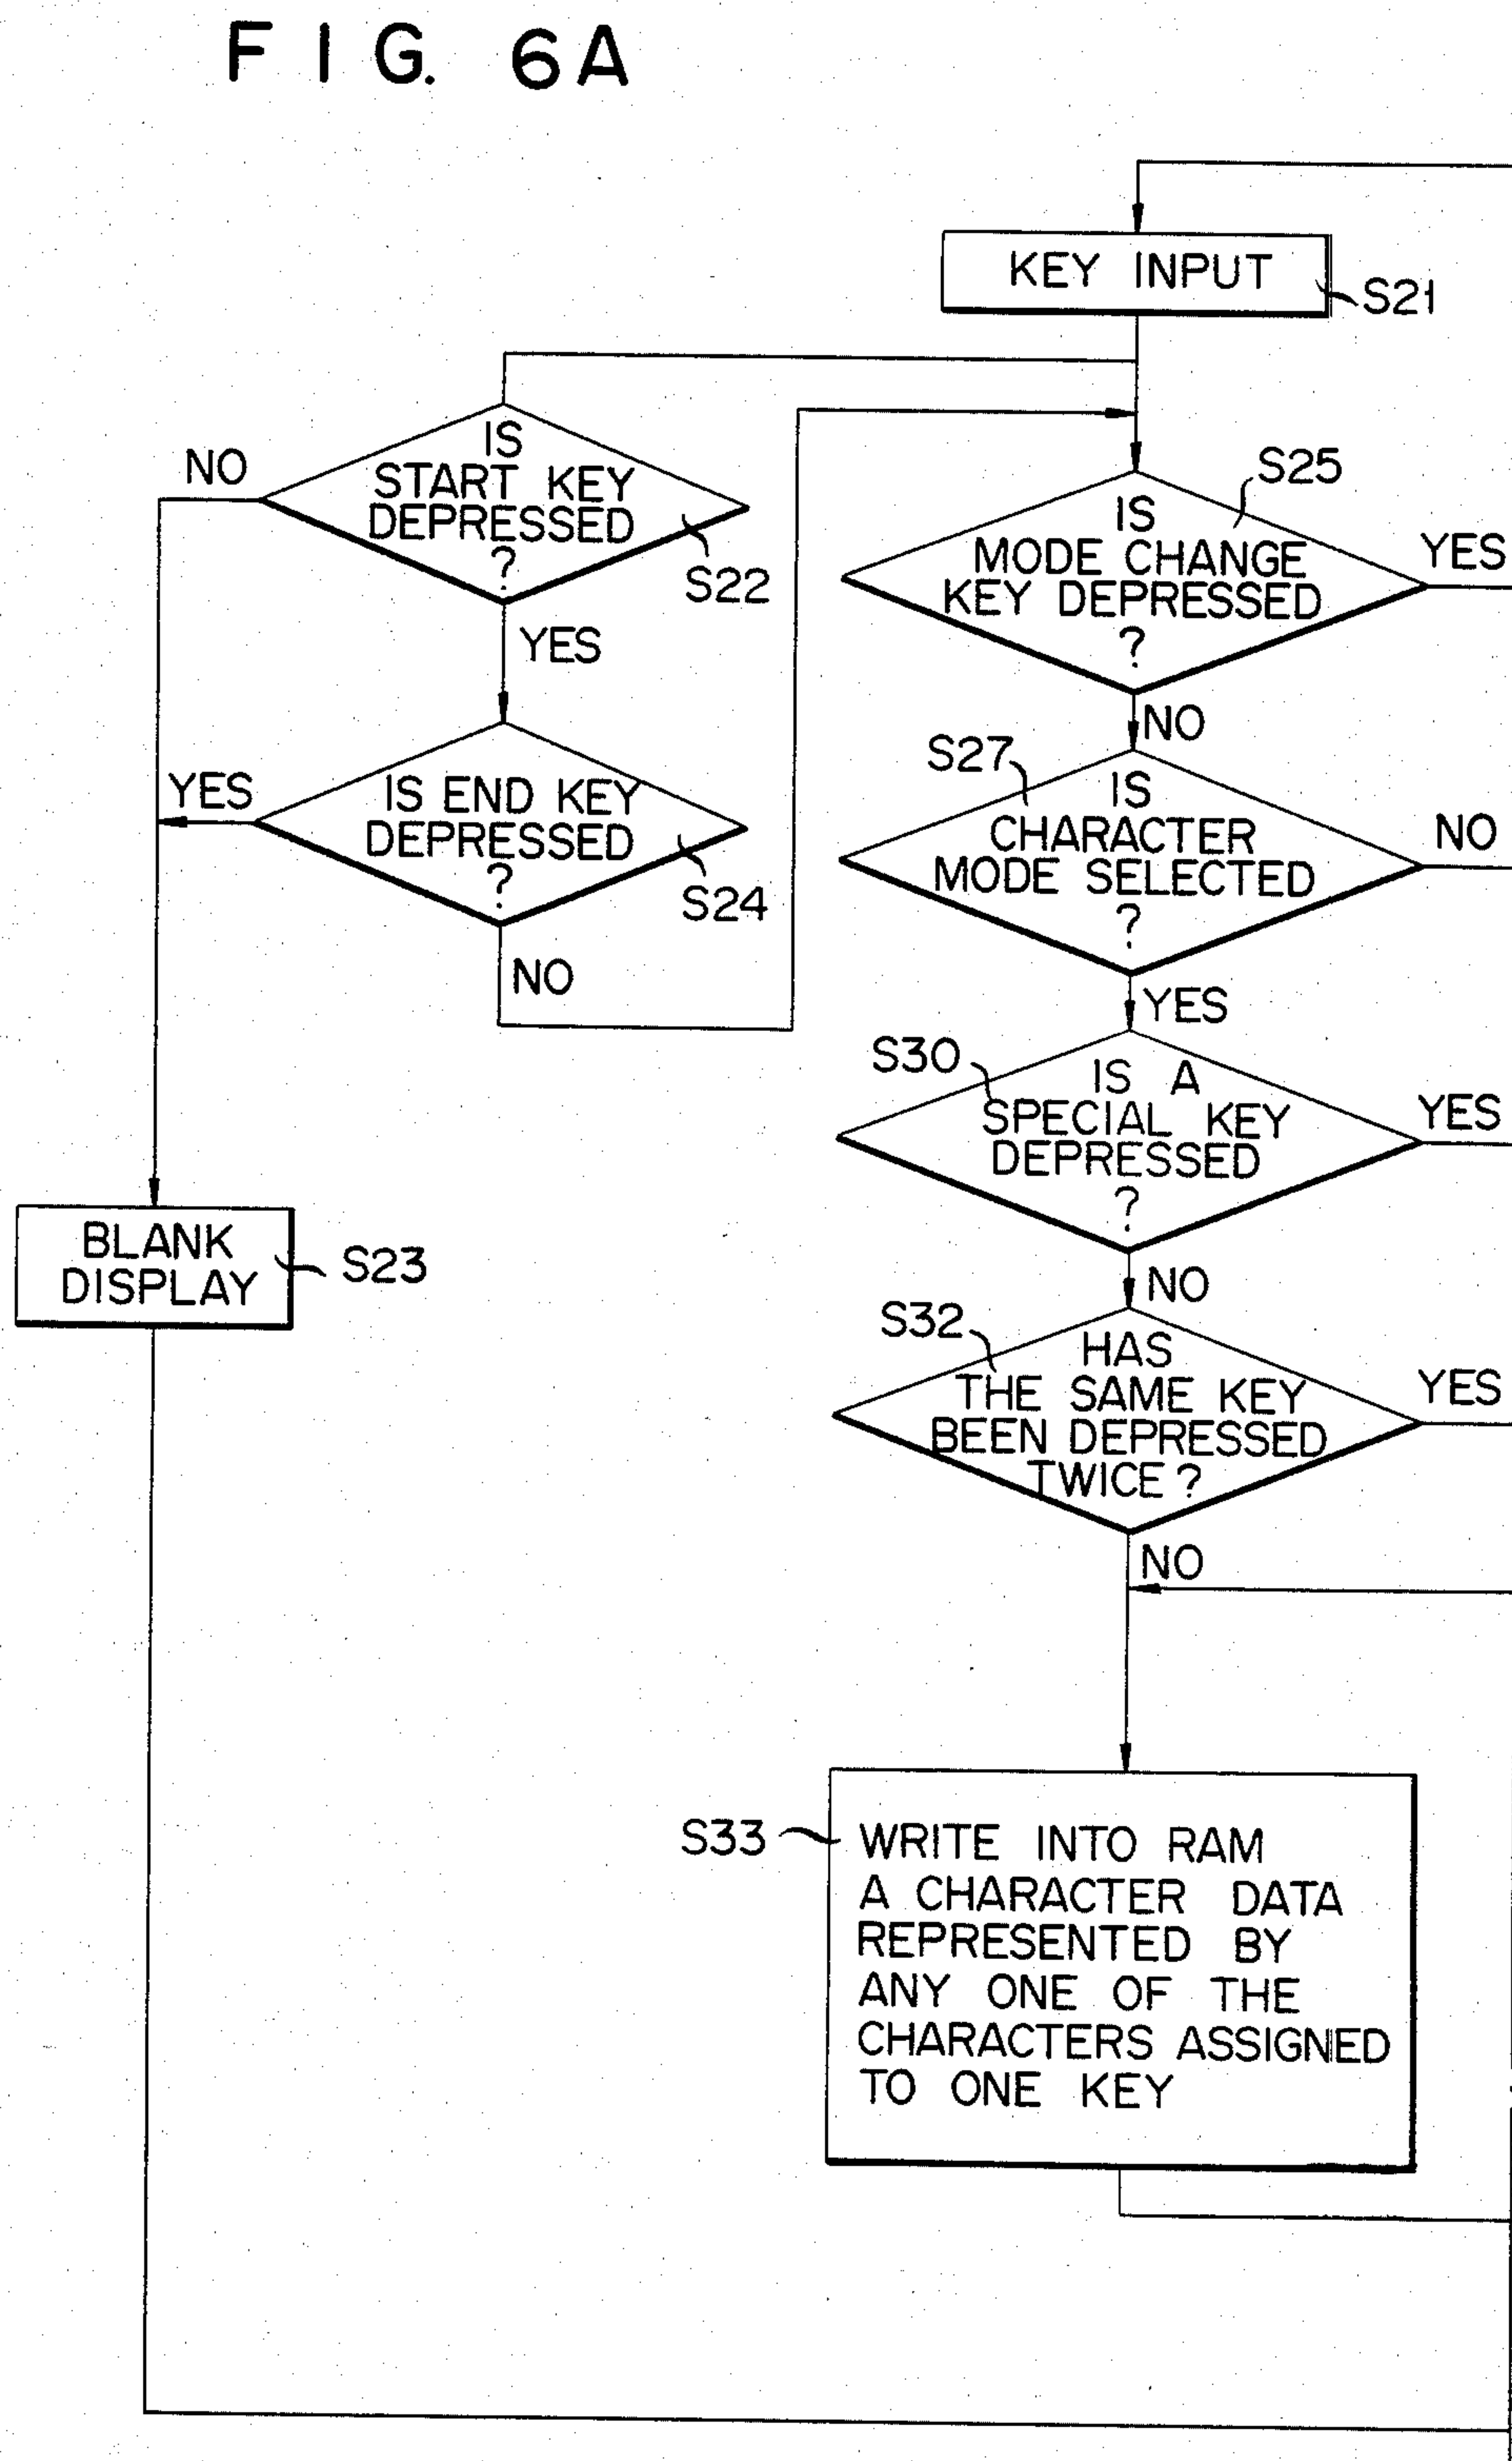 FIG. 6A
KEY INPUT
S21
IS
START KEY
DEPRESSED
?
S22
NO
YES
IS END KEY
DEPRESSED
?
S24
YES
NO
BLANK
DISPLAY
S23
S25
IS
MODE CHANGE
KEY DEPRESSED
?
YES
NO
S27
IS
CHARACTER
MODE SELECTED
?
NO
YES
S30
IS A
SPECIAL KEY
DEPRESSED
?
YES
NO
S32
HAS
THE SAME KEY
BEEN DEPRESSED
TWICE ?
YES
NO
S33
WRITE INTO RAM
A CHARACTER DATA
REPRESENTED BY
ANY ONE OF THE
CHARACTERS ASSIGNED
TO ONE KEY